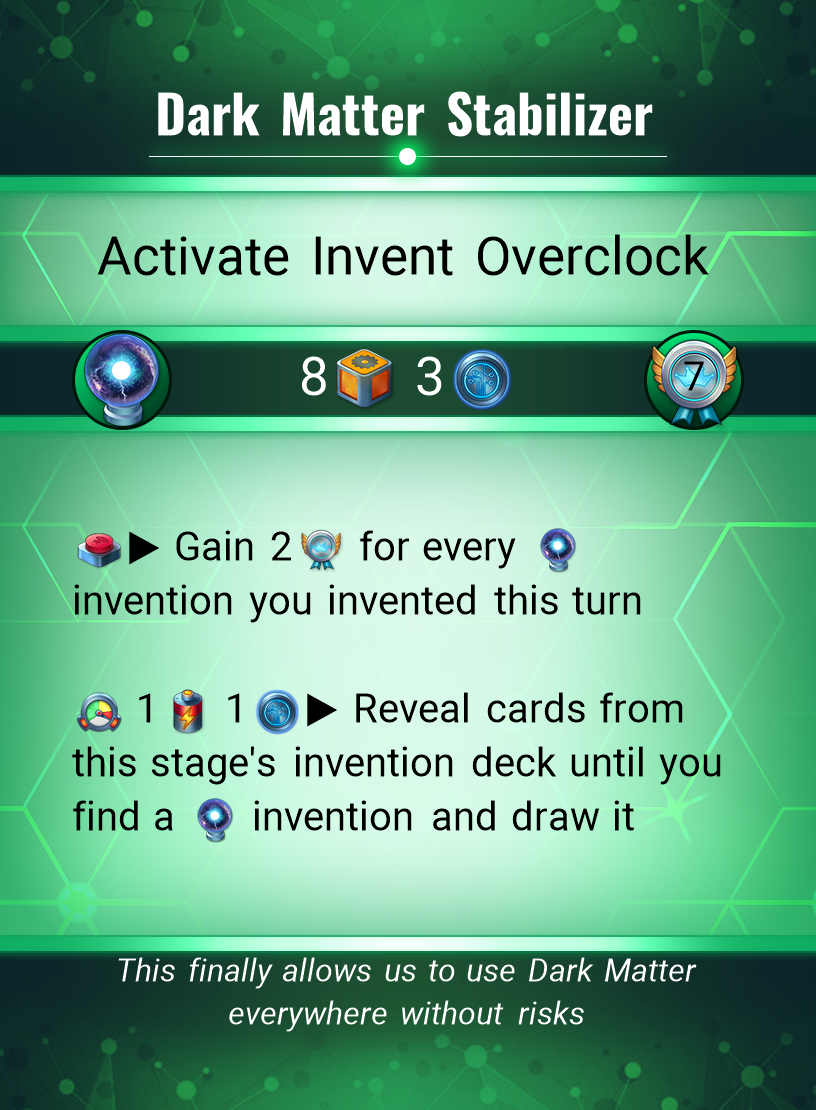 Dark Matter Stabilizer
Activate Invent Overclock
8 3 7
▶ Gain 2 for every
invention you invented this turn
1 1 ▶ Reveal cards from
this stage's invention deck until you
find a invention and draw it
This finally allows us to use Dark Matter
everywhere without risks